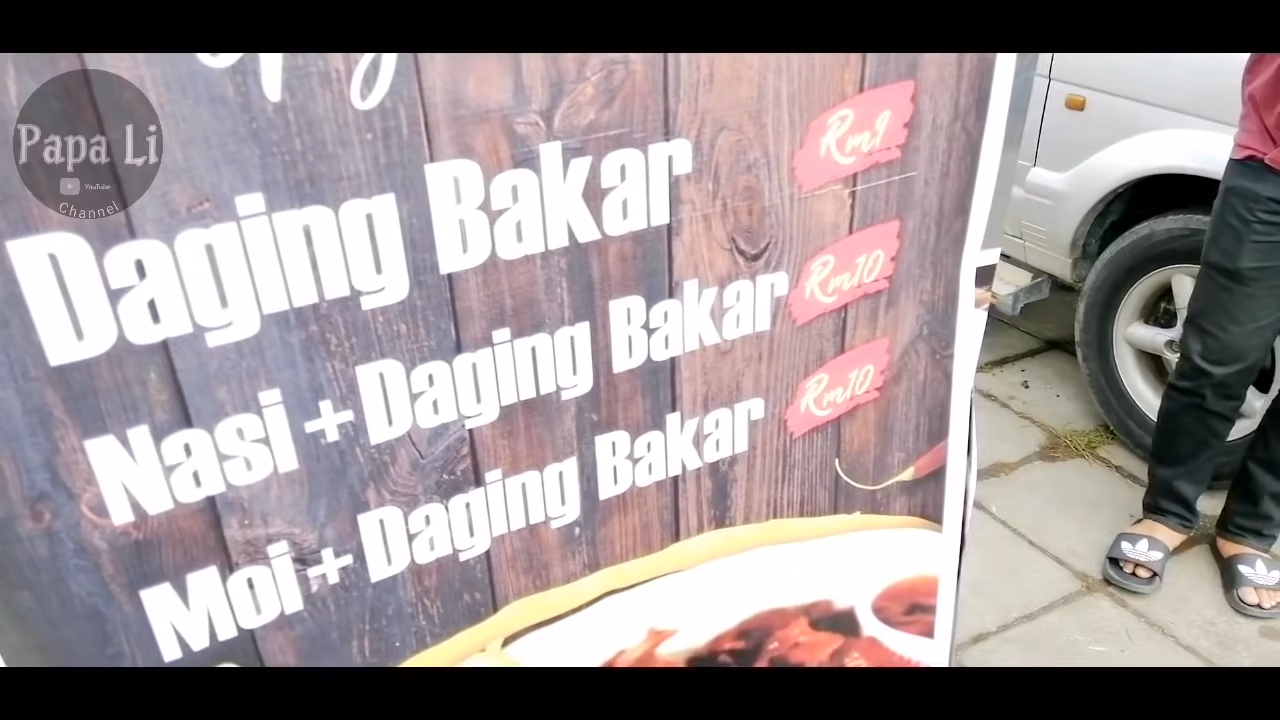 Papa Li
YouTube
Channel
Daging Bakar
Rm9
Nasi + Daging Bakar
Rm10
Moi + Daging Bakar
Rm10